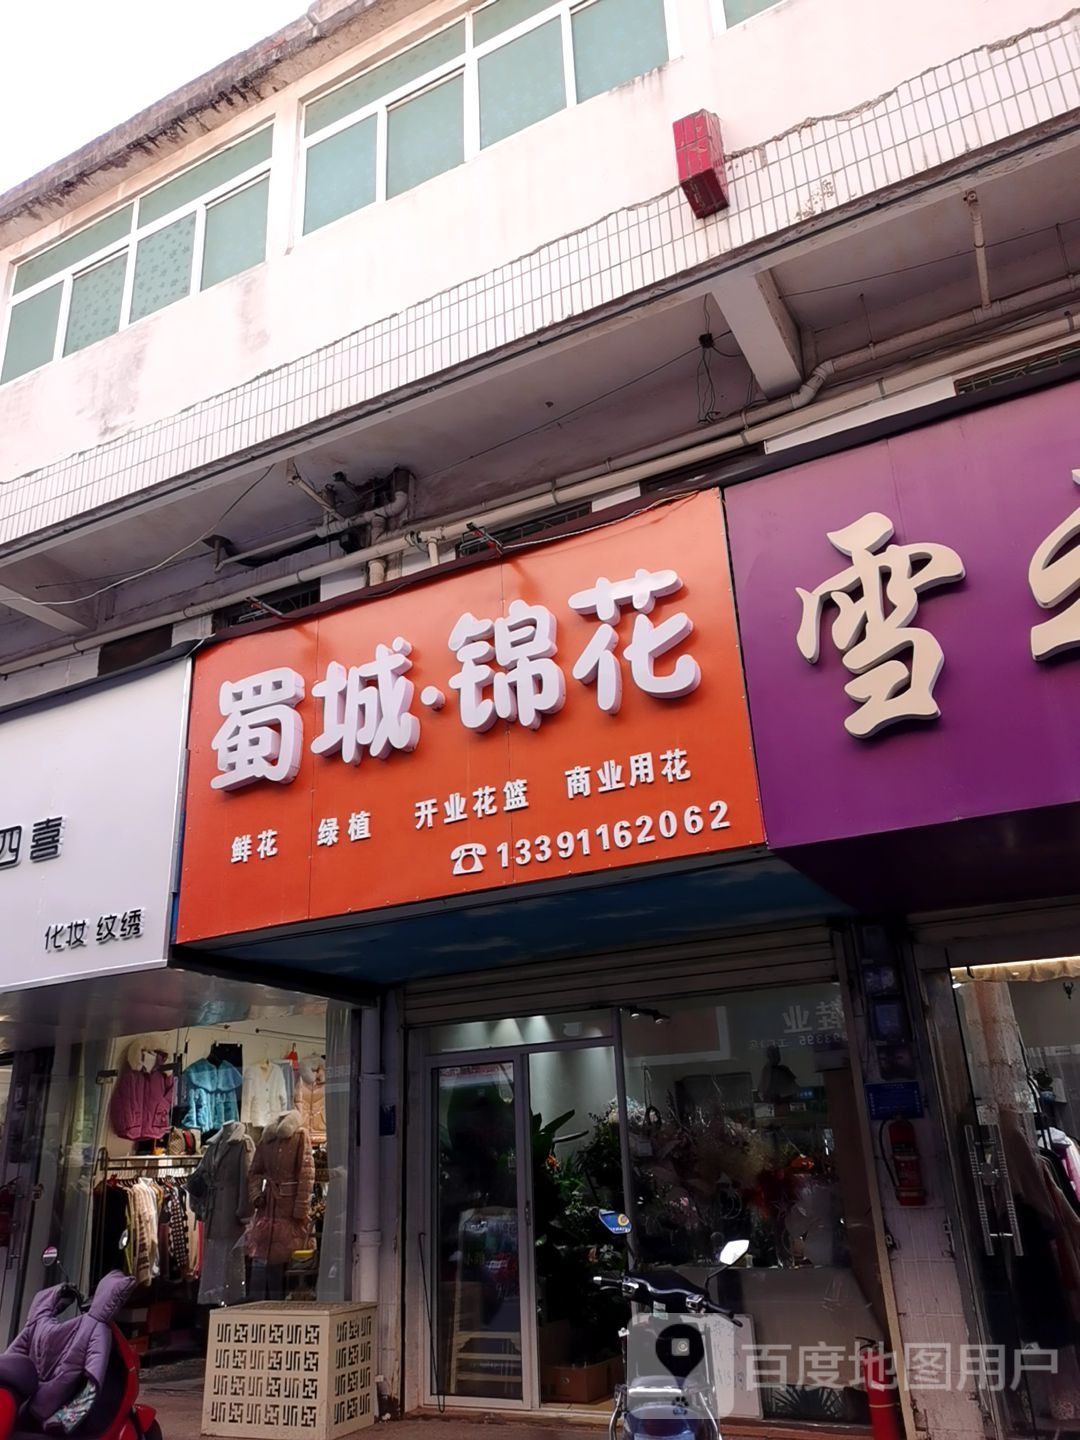 蜀城·锦花
鲜花 绿植 开业花篮 商业用花
☎13391162062
四喜
化妆 纹绣
雪
百度地图用户